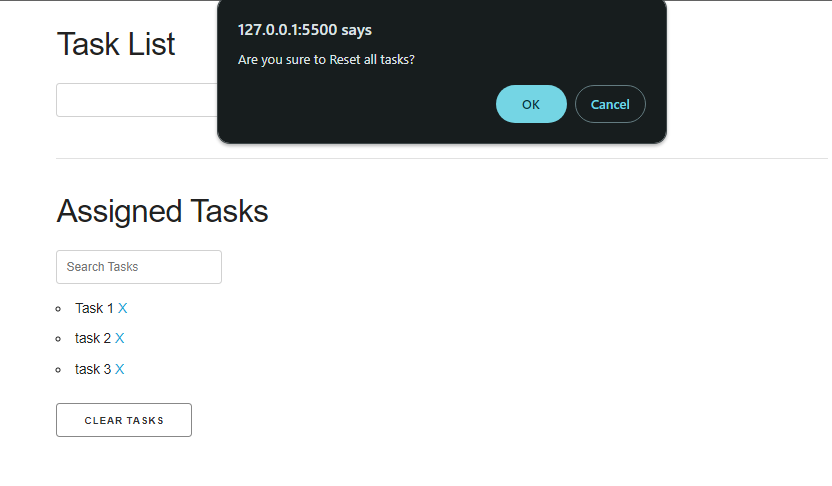 Task List
127.0.0.1:5500 says
Are you sure to Reset all tasks?
OK Cancel
Assigned Tasks
Search Tasks
Task 1 X
task 2 X
task 3 X
CLEAR TASKS